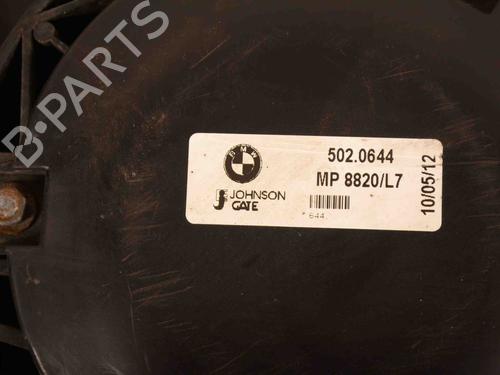 B-PARTS
BMW
JOHNSON
GATE
502.0644
MP 8820/L7
644
10/05/12